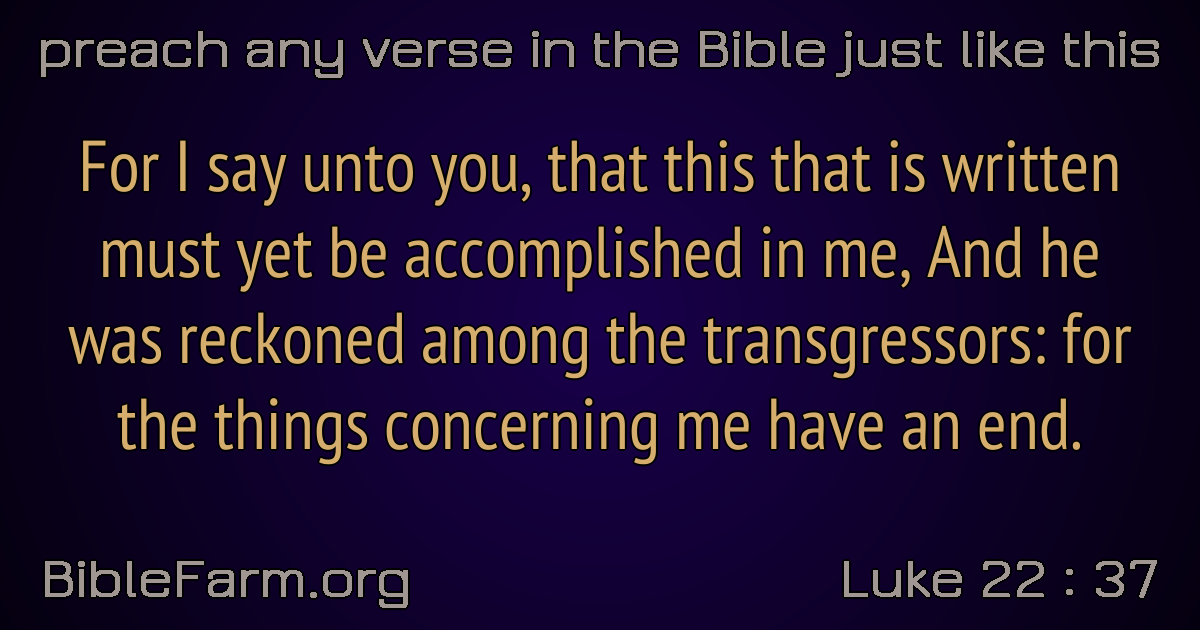 preach any verse in the Bible just like this
For I say unto you, that this that is written
must yet be accomplished in me, And he
was reckoned among the transgressors: for
the things concerning me have an end.
BibleFarm.org
Luke 22 : 37